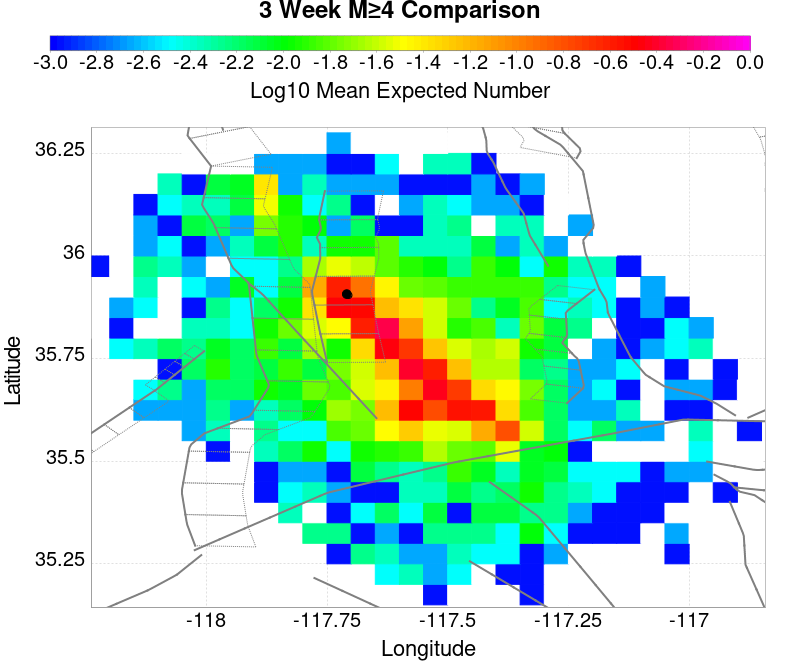 3 Week M≥4 Comparison
-3.0 -2.8 -2.6 -2.4 -2.2 -2.0 -1.8 -1.6 -1.4 -1.2 -1.0 -0.8 -0.6 -0.4 -0.2 0.0
Log10 Mean Expected Number
36.25
36
35.75
35.5
35.25
Latitude
-118 -117.75 -117.5 -117.25 -117
Longitude